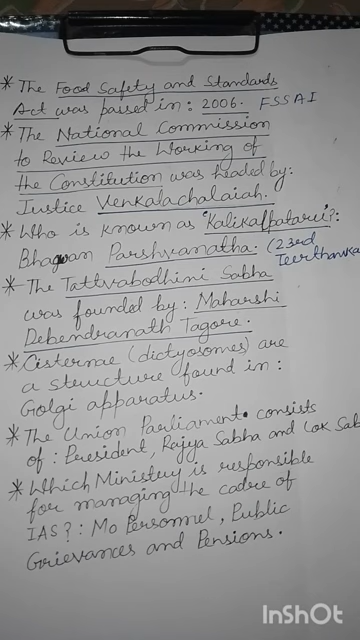 * The Food Safety and Standards
Act was passed in: 2006. FSSAI
* The National Commission
to Review the Working of
the Constitution was headed by:
Justice Venkalachalaiah.
* Who is known as 'Kalikalpataru'?:
Bhagwan Parshvanatha. (23rd
Teerthankar
* The Tattvabodhini Sabha
was founded by: Maharshi
Debendranath Tagore.
* Cisternae (dictyosomes) are
a structure found in:
Golgi apparatus.
* The Union Parliament consists
of: President, Rajya Sabha and Lok Sab
* Which Ministry is responsible
for managing the cadre of
IAS?: Mo Personnel, Public
Grievances and Pensions.
InShOt